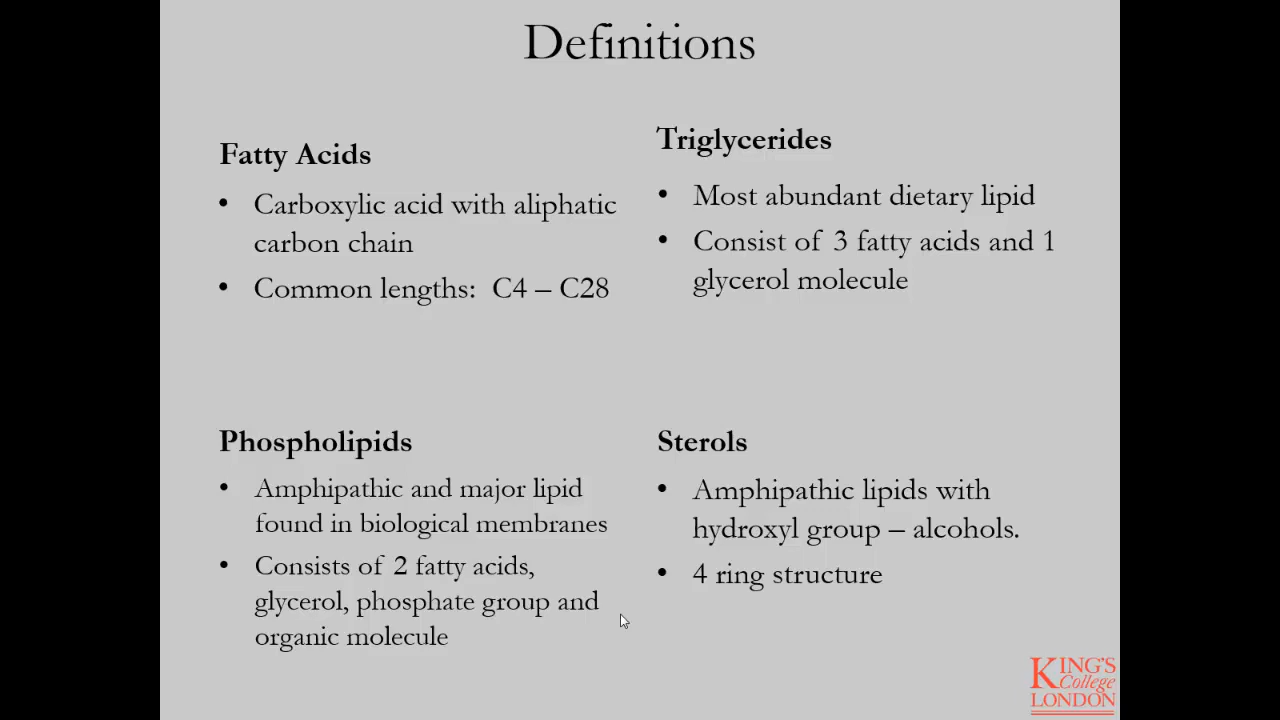 Definitions
Fatty Acids
• Carboxylic acid with aliphatic
carbon chain
• Common lengths: C4 – C28
Triglycerides
• Most abundant dietary lipid
• Consist of 3 fatty acids and 1
glycerol molecule
Phospholipids
• Amphipathic and major lipid
found in biological membranes
• Consists of 2 fatty acids,
glycerol, phosphate group and
organic molecule
Sterols
• Amphipathic lipids with
hydroxyl group – alcohols.
• 4 ring structure
KING'S
College
LONDON